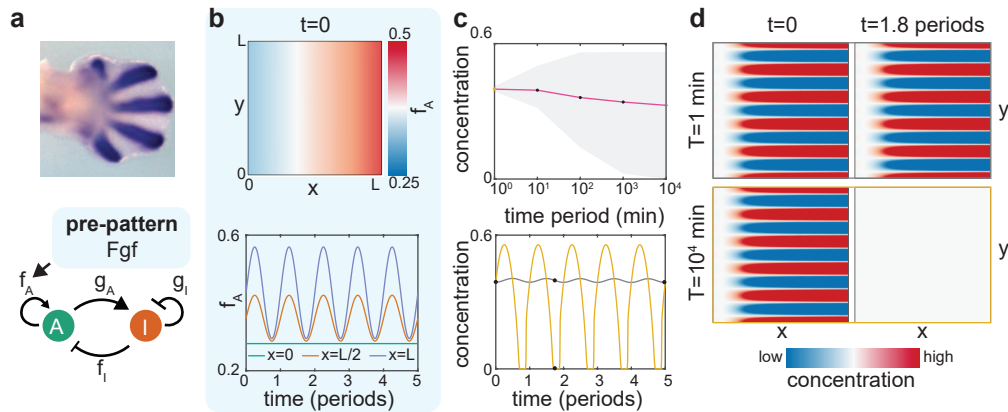 a
pre-pattern
Fgf
f_A
g_A
g_I
A
I
f_I
b
t=0
L
y
0
0
x
L
0.5
f_A
0.25
0.6
f_A
0.2
x=0
x=L/2
x=L
0 1 2 3 4 5
time (periods)
c
0.6
concentration
0
10^0 10^1 10^2 10^3 10^4
time period (min)
0.6
concentration
0
0 1 2 3 4 5
time (periods)
d
t=0
t=1.8 periods
T=1 min
y
T=10^4 min
y
x
x
low
high
concentration